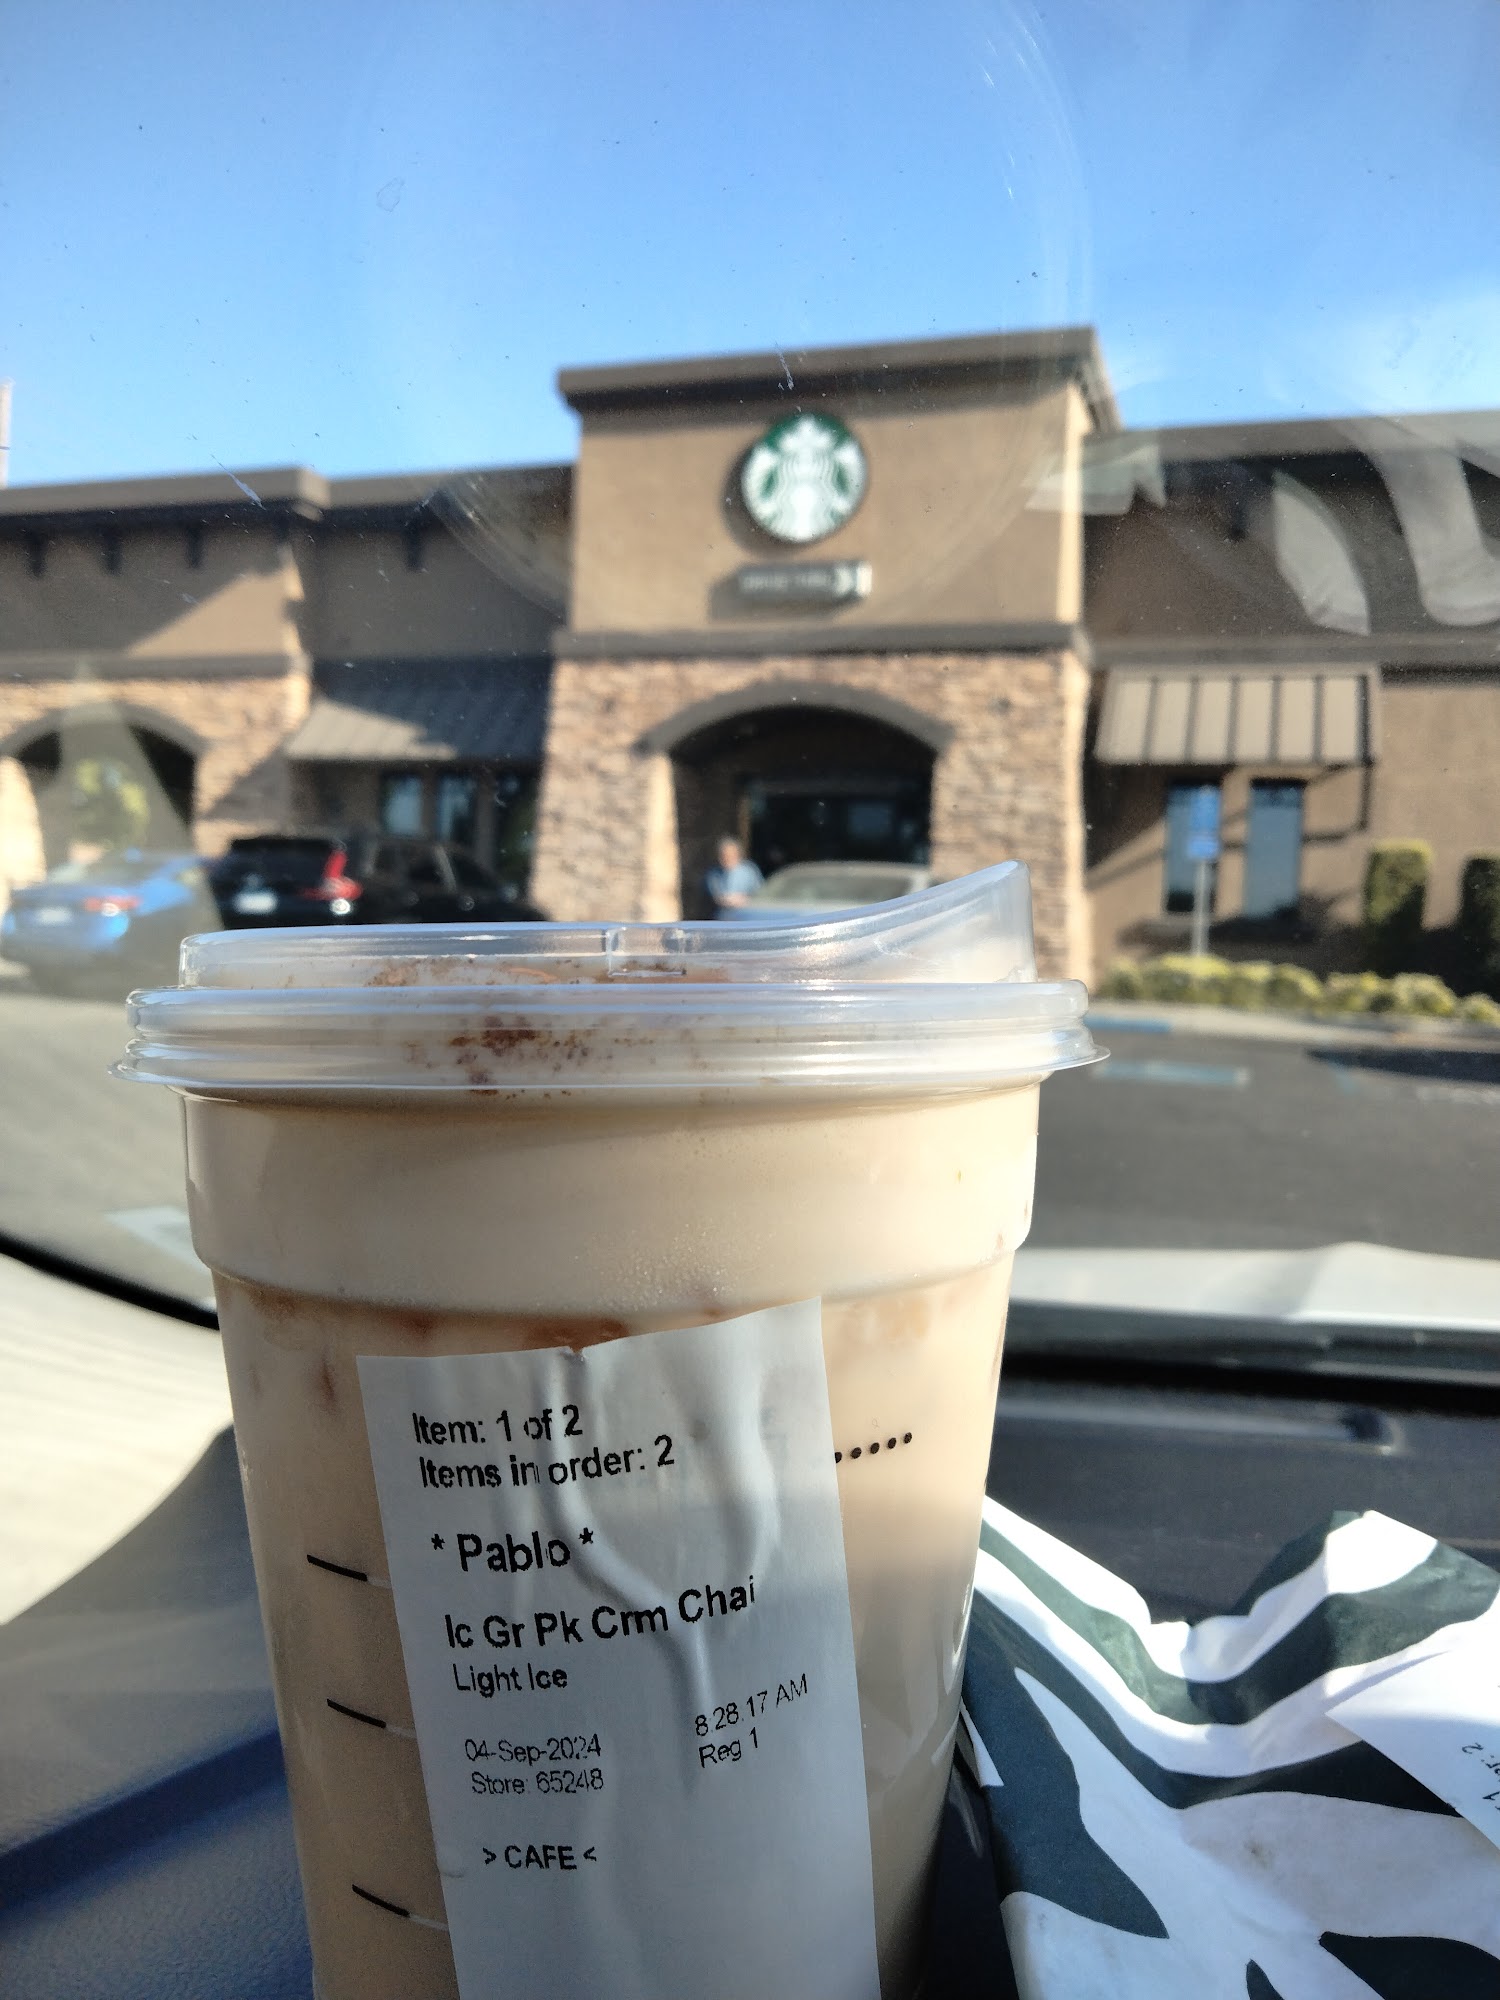 Item: 1 of 2
Items in order: 2
* Pablo *
Ic Gr Pk Crm Chai
Light Ice
04-Sep-2024 8:28:17 AM
Store: 65248 Reg 1
> CAFE <